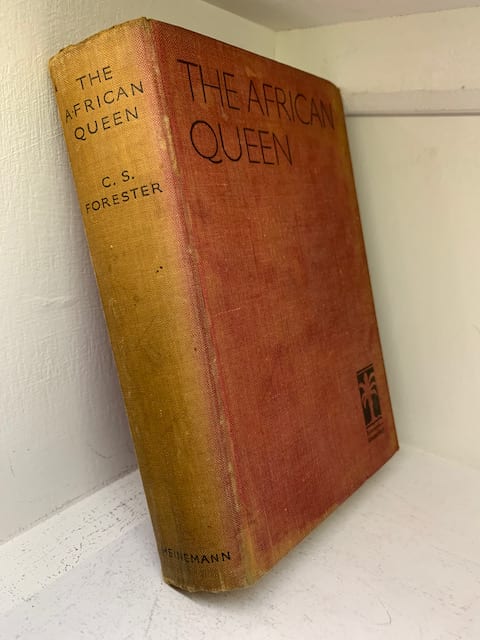 THE
AFRICAN
QUEEN
C. S.
FORESTER
HEINEMANN
THE AFRICAN
QUEEN